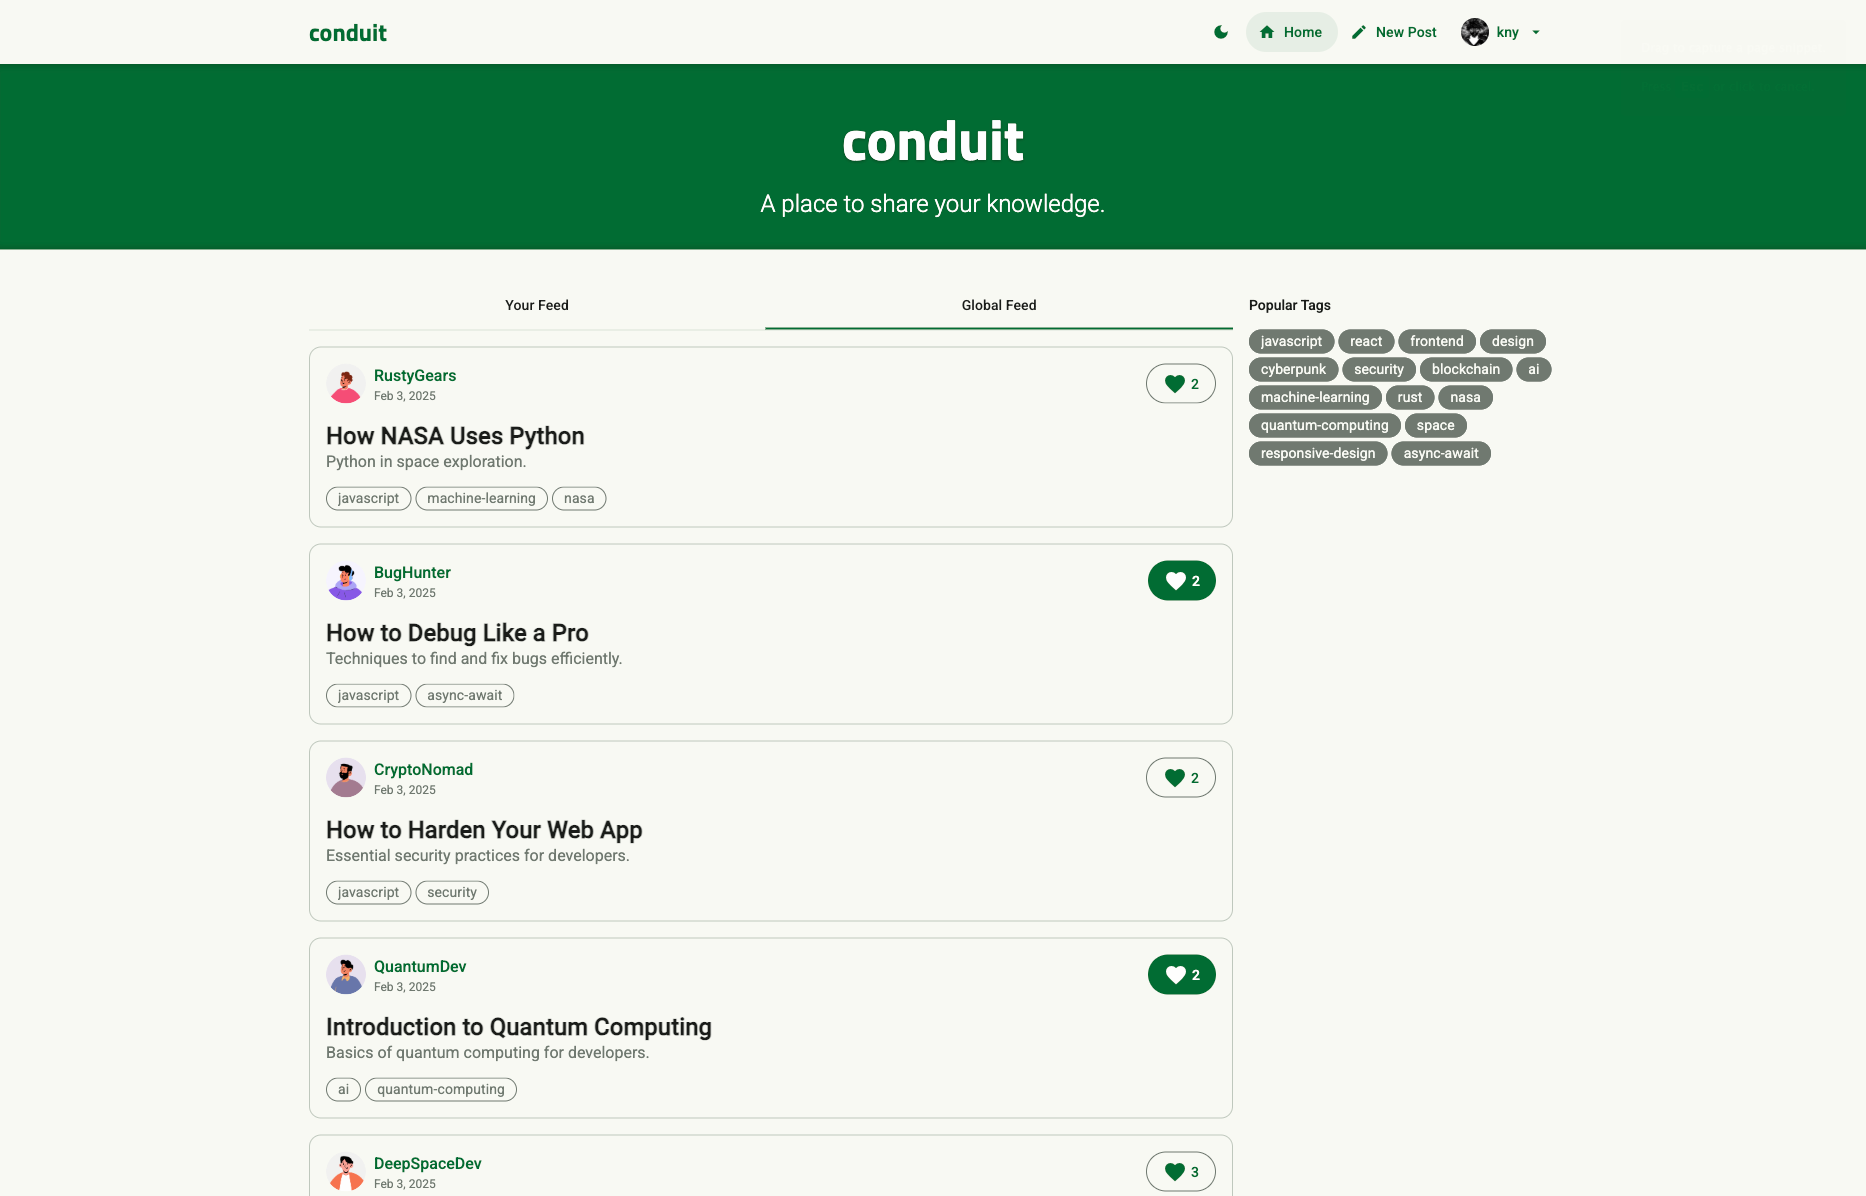 conduit
Home
New Post
kny
conduit
A place to share your knowledge.
Your Feed
Global Feed
RustyGears
Feb 3, 2025
2
How NASA Uses Python
Python in space exploration.
javascript machine-learning nasa
BugHunter
Feb 3, 2025
2
How to Debug Like a Pro
Techniques to find and fix bugs efficiently.
javascript async-await
CryptoNomad
Feb 3, 2025
2
How to Harden Your Web App
Essential security practices for developers.
javascript security
QuantumDev
Feb 3, 2025
2
Introduction to Quantum Computing
Basics of quantum computing for developers.
ai quantum-computing
DeepSpaceDev
Feb 3, 2025
3
Popular Tags
javascript react frontend design
cyberpunk security blockchain ai
machine-learning rust nasa
quantum-computing space
responsive-design async-await